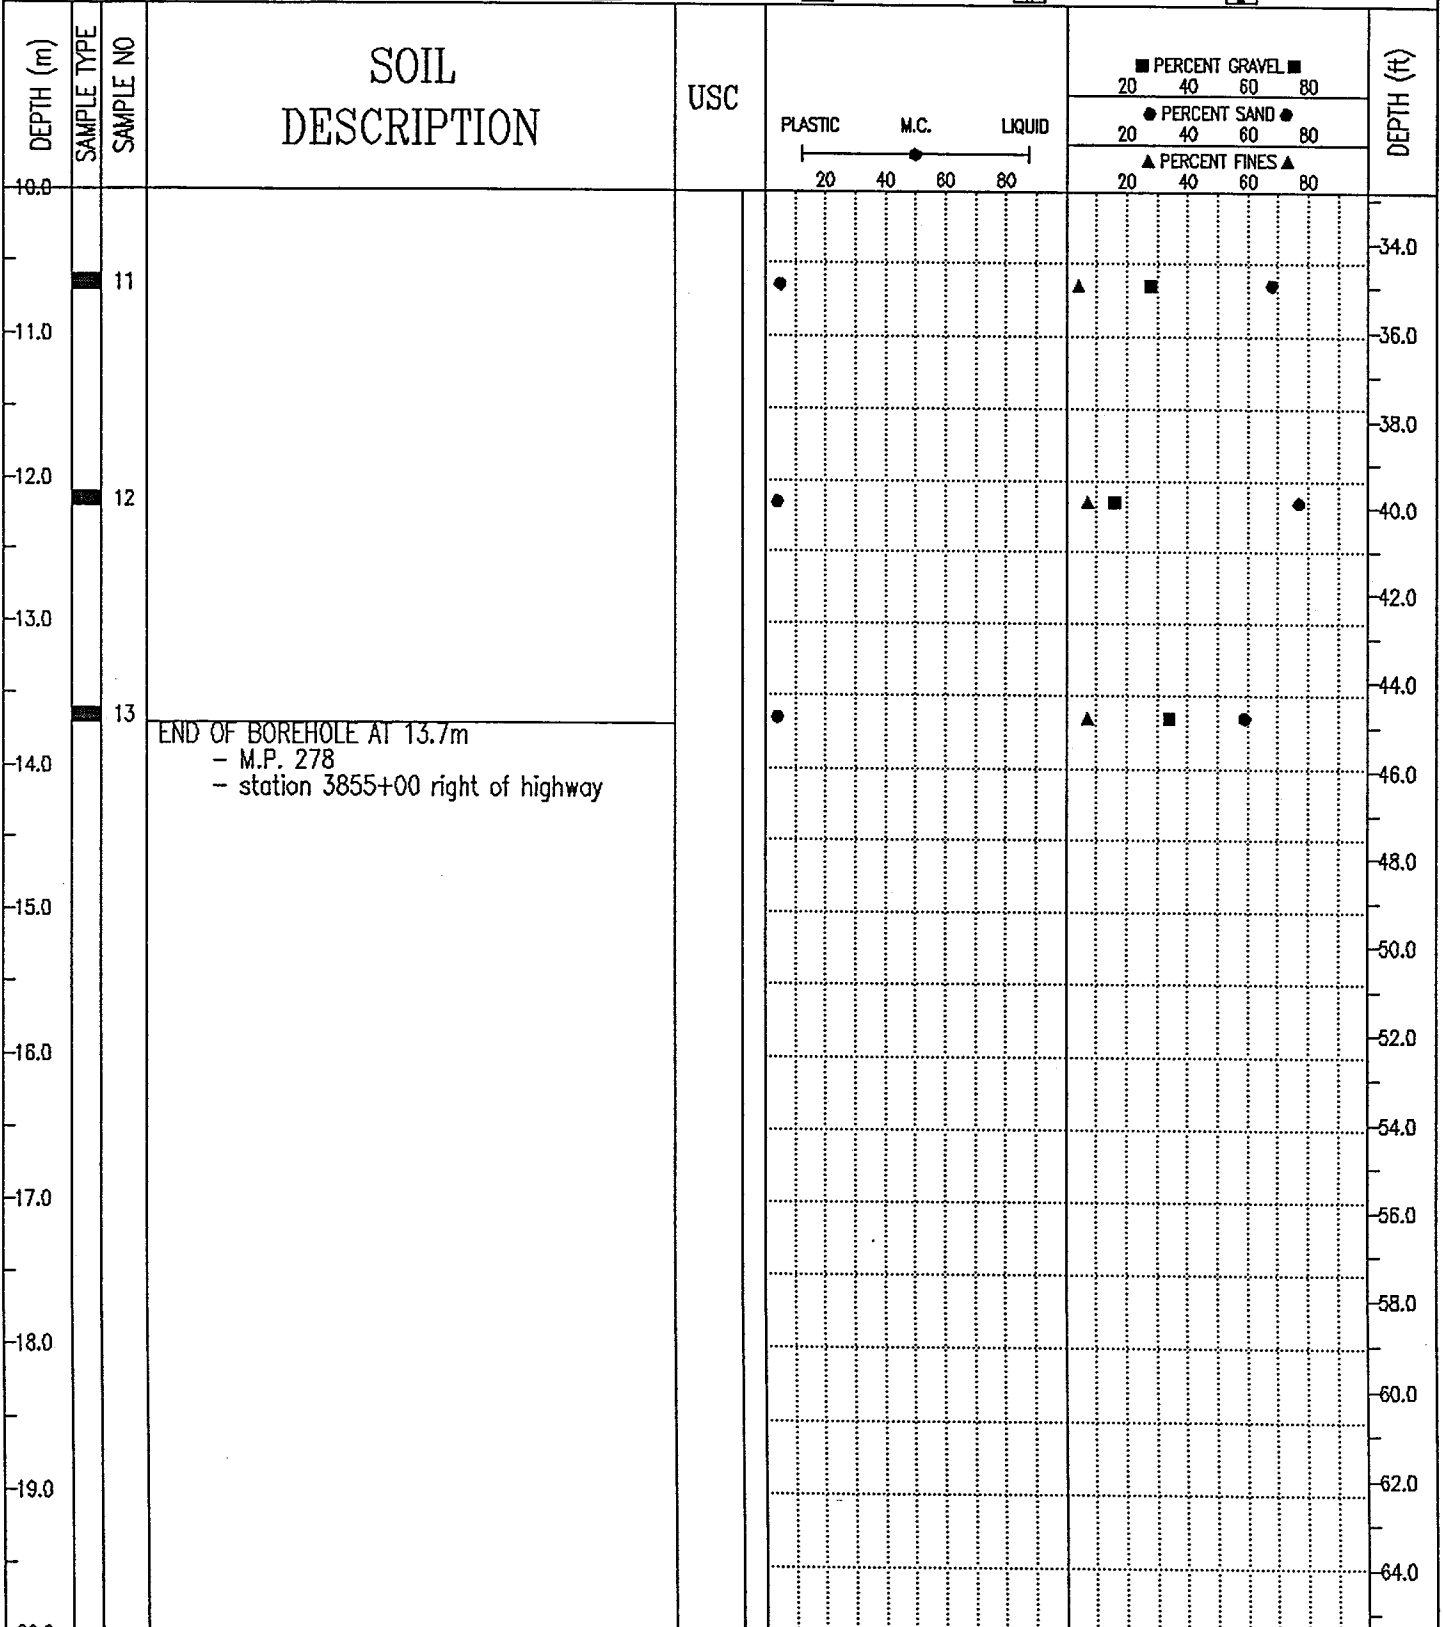 DEPTH (m)
SAMPLE TYPE
SAMPLE NO
SOIL
DESCRIPTION
USC
PLASTIC M.C. LIQUID
20 40 60 80
■ PERCENT GRAVEL ■
20 40 60 80
● PERCENT SAND ●
20 40 60 80
▲ PERCENT FINES ▲
20 40 60 80
DEPTH (ft)
10.0
11
11.0
12.0
12
13.0
13
END OF BOREHOLE AT 13.7m
- M.P. 278
- station 3855+00 right of highway
14.0
15.0
16.0
17.0
18.0
19.0
34.0
36.0
38.0
40.0
42.0
44.0
46.0
48.0
50.0
52.0
54.0
56.0
58.0
60.0
62.0
64.0